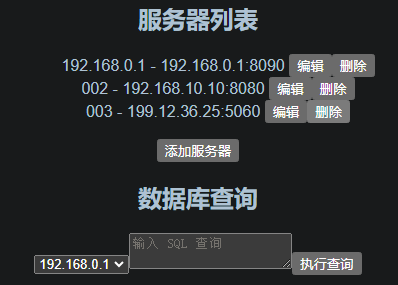 服务器列表
192.168.0.1 - 192.168.0.1:8090 编辑 删除
002 - 192.168.10.10:8080 编辑 删除
003 - 199.12.36.25:5060 编辑 删除
添加服务器
数据库查询
192.168.0.1 输入 SQL 查询 执行查询